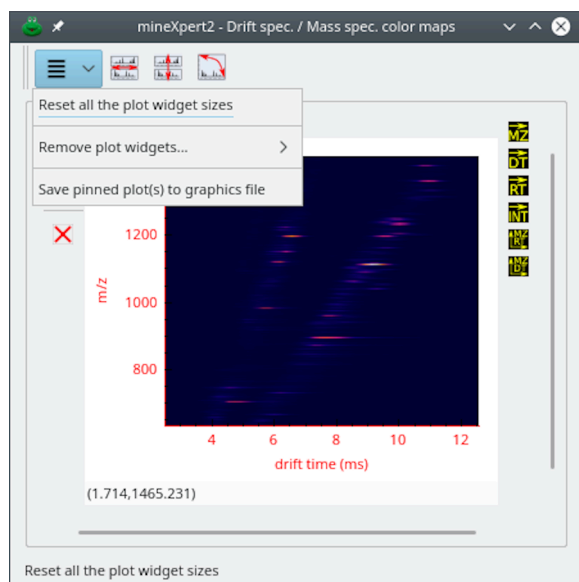 mineXpert2 - Drift spec. / Mass spec. color maps
Reset all the plot widget sizes
Remove plot widgets...
Save pinned plot(s) to graphics file
MZ
DT
RT
INT
MZ
RT
MZ
DT
1200
1000
800
m/z
4 6 8 10 12
drift time (ms)
(1.714,1465.231)
Reset all the plot widget sizes